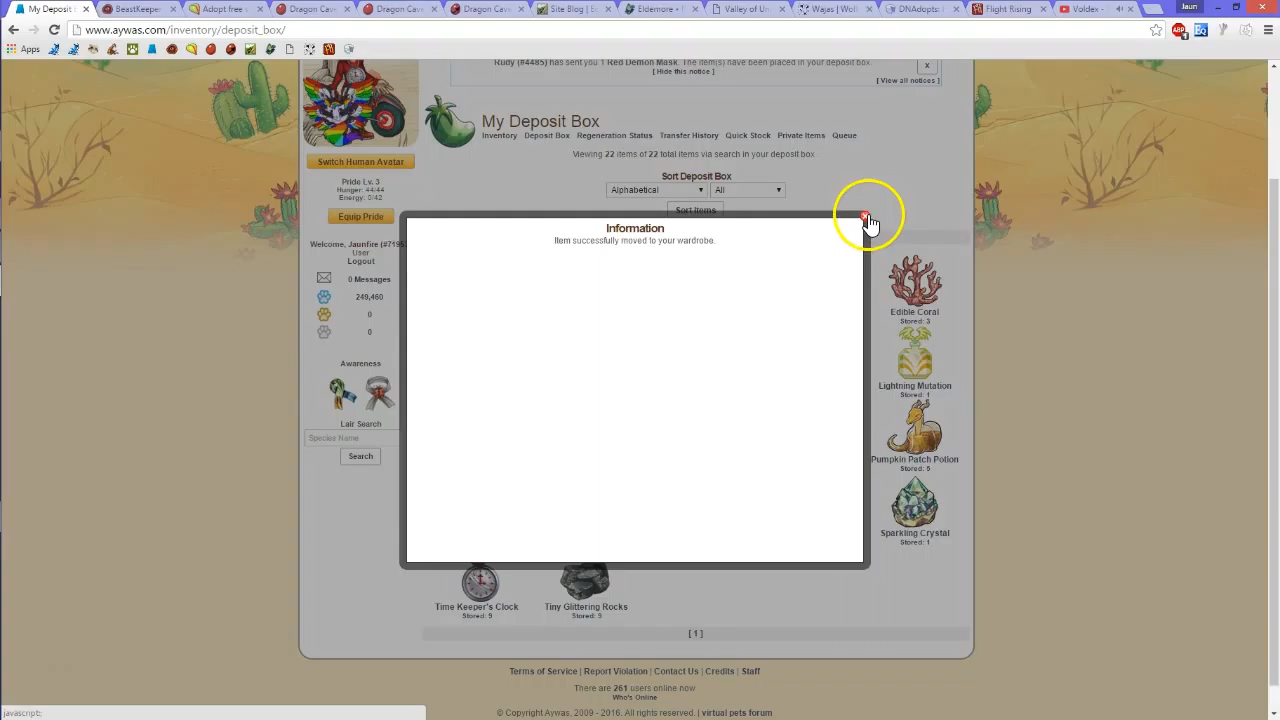 My Deposit
BeastKeeper
Adopt free
Dragon Cave
Dragon Cav
Dragon Cav
Site Blog | E
Eldemore -
Valley of Un
Wajas | Wol
DNAdopts:
Flight Rising
Voldex -
Jaun
www.aywas.com/inventory/deposit_box/
Apps
Rudy (#4485) has sent you 1 Red Demon Mask. The item(s) have been placed in your deposit box.
[ Hide this notice ]
x
[ View all notices ]
My Deposit Box
Inventory Deposit Box Regeneration Status Transfer History Quick Stock Private Items Queue
Viewing 22 items of 22 total items via search in your deposit box
Sort Deposit Box
Alphabetical All
Sort Items
Switch Human Avatar
Pride Lv. 3
Hunger: 44/44
Energy: 0/42
Equip Pride
Welcome, Jaunfire (#7195
User
Logout
0 Messages
249,460
0
0
Awareness
Lair Search
Species Name
Search
Information
Item successfully moved to your wardrobe.
Edible Coral
Stored: 3
Lightning Mutation
Stored: 1
Pumpkin Patch Potion
Stored: 5
Sparkling Crystal
Stored: 1
Time Keeper's Clock
Stored: 9
Tiny Glittering Rocks
Stored: 9
[ 1 ]
Terms of Service | Report Violation | Contact Us | Credits | Staff
There are 261 users online now
Who's Online
© Copyright Aywas, 2009 - 2016. All rights reserved. | virtual pets forum
javascript: